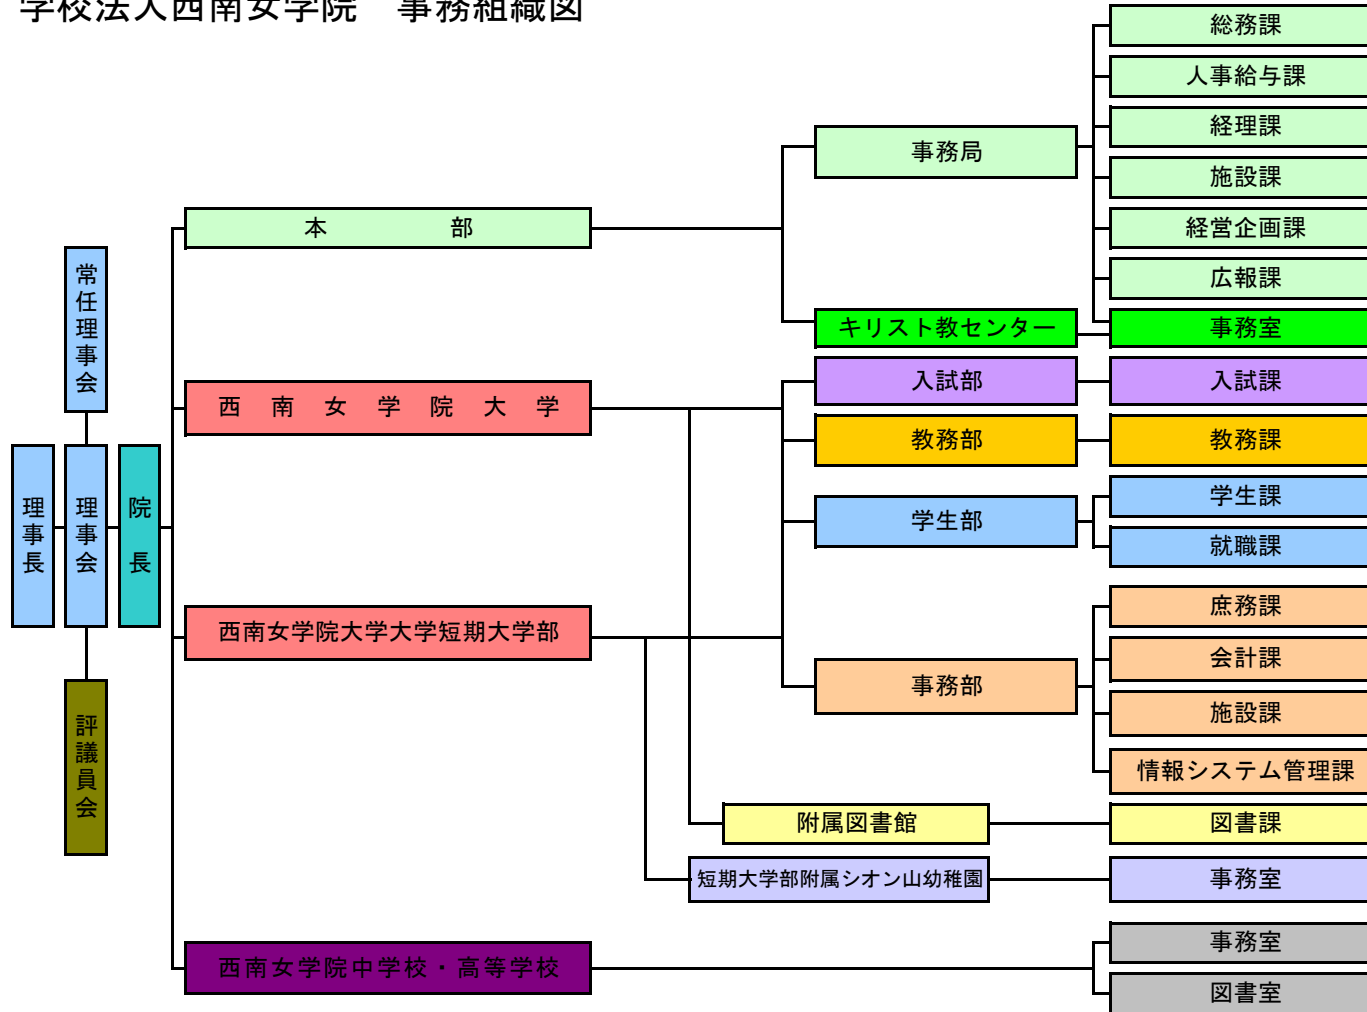 学校法人西南女学院　事務組織図
総務課
人事給与課
経理課
事務局
施設課
本部
経営企画課
広報課
キリスト教センター
事務室
常任理事会
入試部
入試課
西南女学院大学
教務部
教務課
理事長
理事会
院長
学生部
学生課
就職課
西南女学院大学大学短期大学部
庶務課
会計課
事務部
施設課
情報システム管理課
評議員会
附属図書館
図書課
短期大学部附属シオン山幼稚園
事務室
西南女学院中学校・高等学校
事務室
図書室